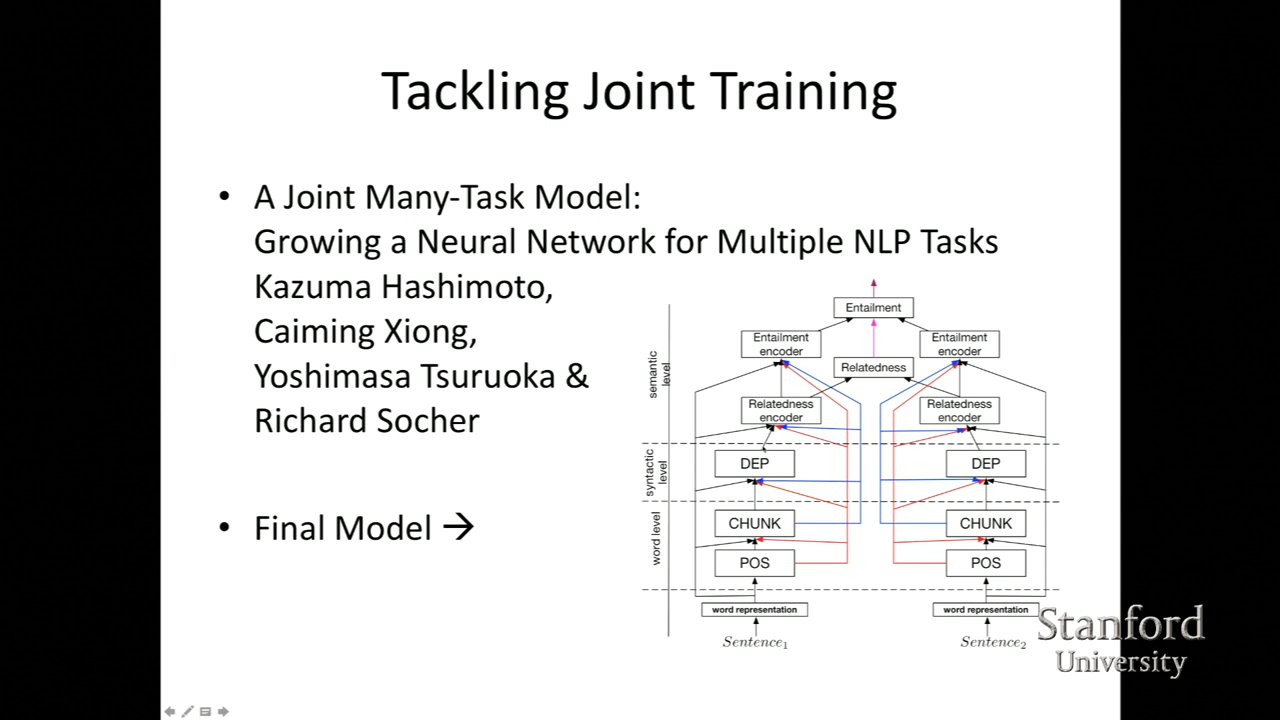 Tackling Joint Training
• A Joint Many-Task Model:
Growing a Neural Network for Multiple NLP Tasks
Kazuma Hashimoto,
Caiming Xiong,
Yoshimasa Tsuruoka &
Richard Socher
• Final Model →
Entailment
Entailment
encoder
Entailment
encoder
Relatedness
Relatedness
encoder
Relatedness
encoder
semantic
level
DEP
DEP
syntactic
level
CHUNK
CHUNK
word level
POS
POS
word representation
word representation
Sentence1
Sentence2
Stanford
University